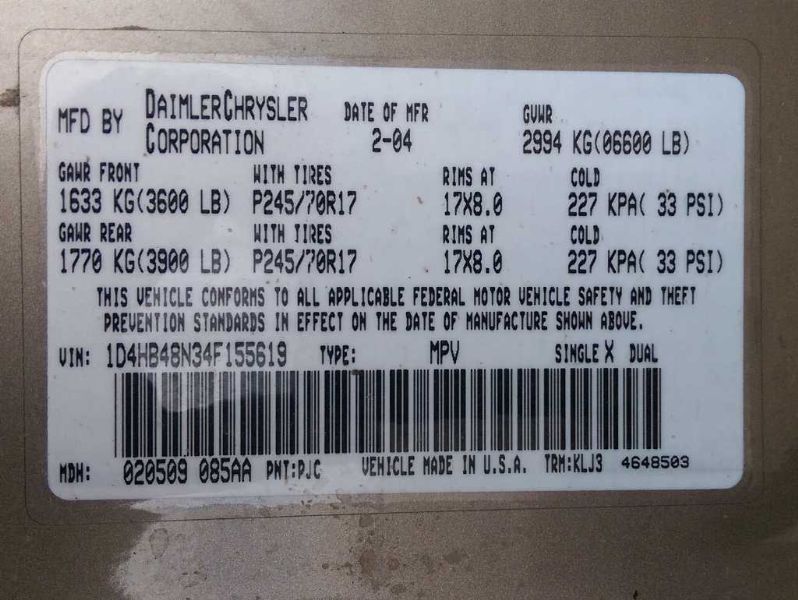 MFD BY DAIMLERCHRYSLER CORPORATION DATE OF MFR 2-04 GVWR 2994 KG(06600 LB)
GAWR FRONT WITH TIRES RIMS AT COLD
1633 KG(3600 LB) P245/70R17 17X8.0 227 KPA( 33 PSI)
GAWR REAR WITH TIRES RIMS AT COLD
1770 KG(3900 LB) P245/70R17 17X8.0 227 KPA( 33 PSI)
THIS VEHICLE CONFORMS TO ALL APPLICABLE FEDERAL MOTOR VEHICLE SAFETY AND THEFT
PREVENTION STANDARDS IN EFFECT ON THE DATE OF MANUFACTURE SHOWN ABOVE.
VIN: 1D4HB48N34F155619 TYPE: MPV SINGLE X DUAL
MDH: 020509 085AA PNT:PJC VEHICLE MADE IN U.S.A. TRM:KLJ3 4648503